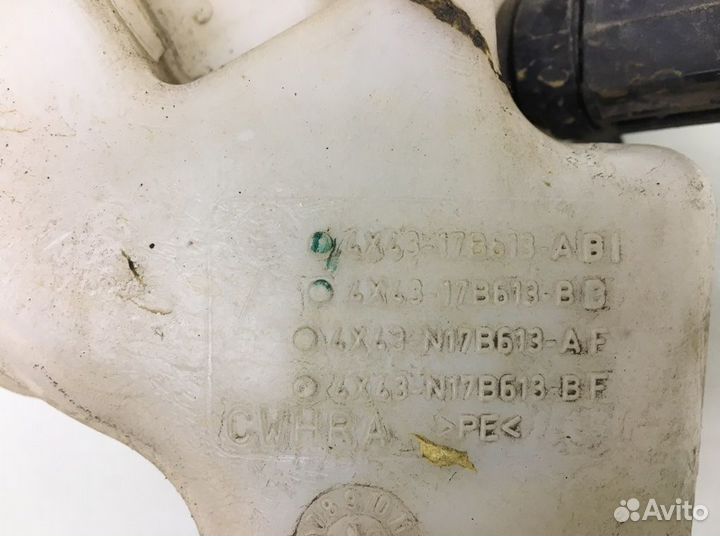 4X43-17B613-AB
4X43-17B613-BB
4X43-N17B613-AF
4X43-N17B613-BF
CWHRA >PE<
Avito